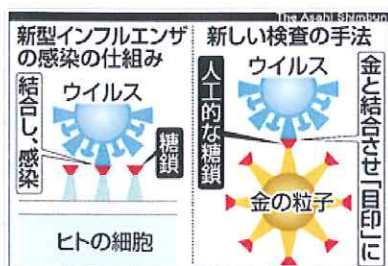 The Asahi Shimbun
新型インフルエンザ
の感染の仕組み
ウイルス
結合し、感染
糖鎖
ヒトの細胞
新しい検査の手法
ウイルス
人工的な糖鎖
金と結合させ「目印」に
金の粒子